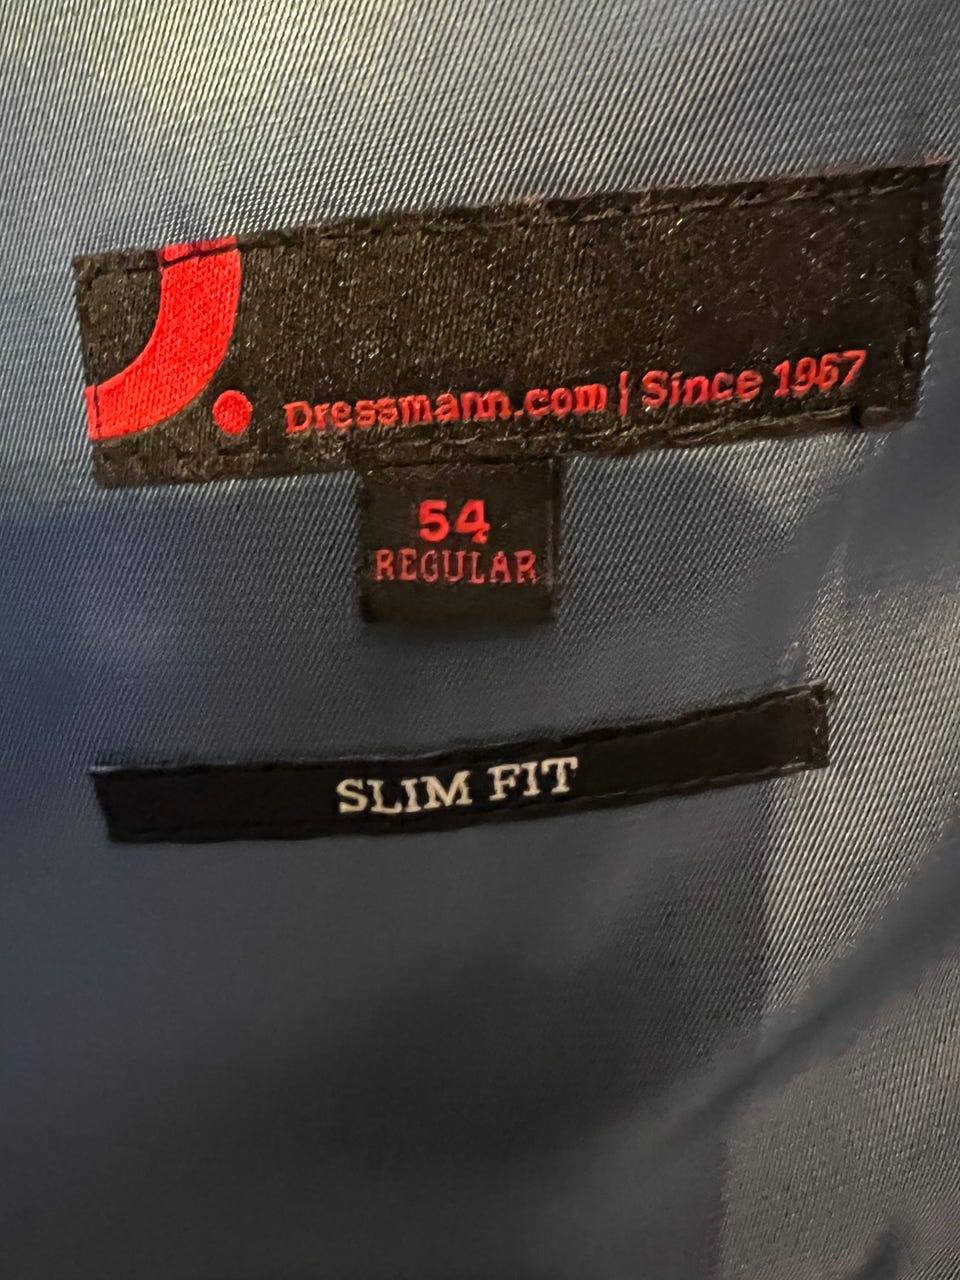 Dressmann.com | Since 1967
54
REGULAR
SLIM FIT